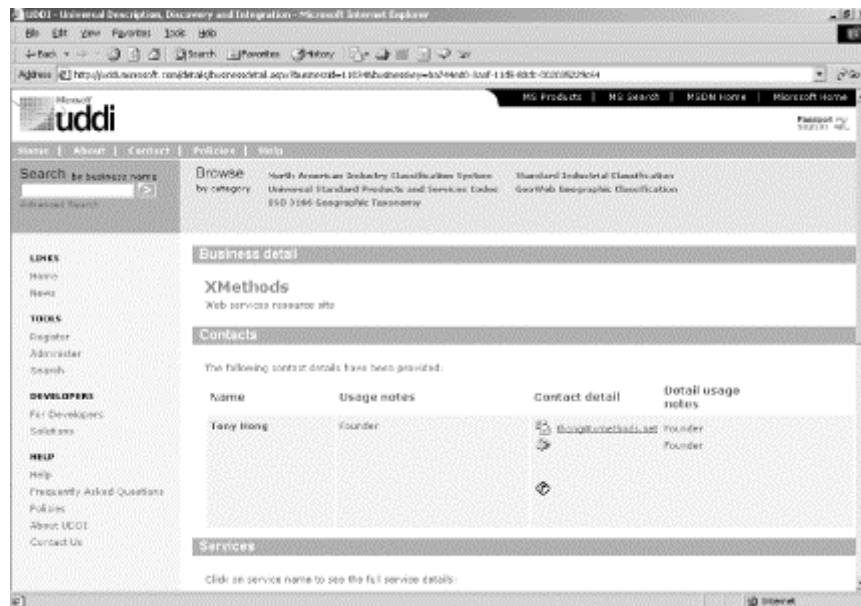 UDDI - Universal Description, Discovery and Integration - Microsoft Internet Explorer
File Edit View Favorites Tools Help
Back Search Favorites History
Address
MS Products | MS Search | MSDN Home | Microsoft Home
Microsoft
uddi
Passport
Home | About | Contact | Policies | Help
Search by business name
Advanced Search
Browse
by category
North American Industry Classification System
Universal Standard Products and Services Codes
ISO 3166 Geographic Taxonomy
Standard Industrial Classification
GeoWeb Geographic Classification
LINKS
Home
News
TOOLS
Register
Administer
Search
DEVELOPERS
For Developers
Solutions
HELP
Help
Frequently Asked Questions
Policies
About UDDI
Contact Us
Business detail
XMethods
Web services resource site
Contacts
The following contact details have been provided:
Name Usage notes Contact detail Detail usage notes
Tony Hong Founder thong@xmethods.net Founder
Founder
Services
Click on service name to see the full service details:
Internet